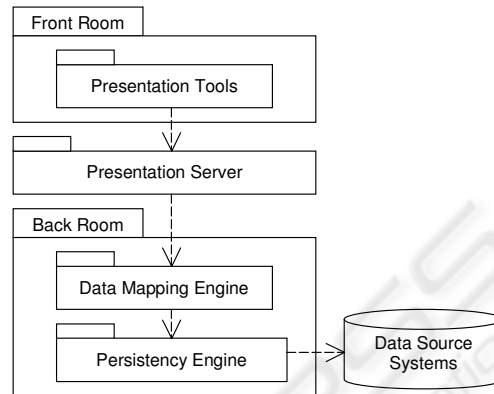 Front Room
Presentation Tools
Presentation Server
Back Room
Data Mapping Engine
Persistency Engine
Data Source
Systems